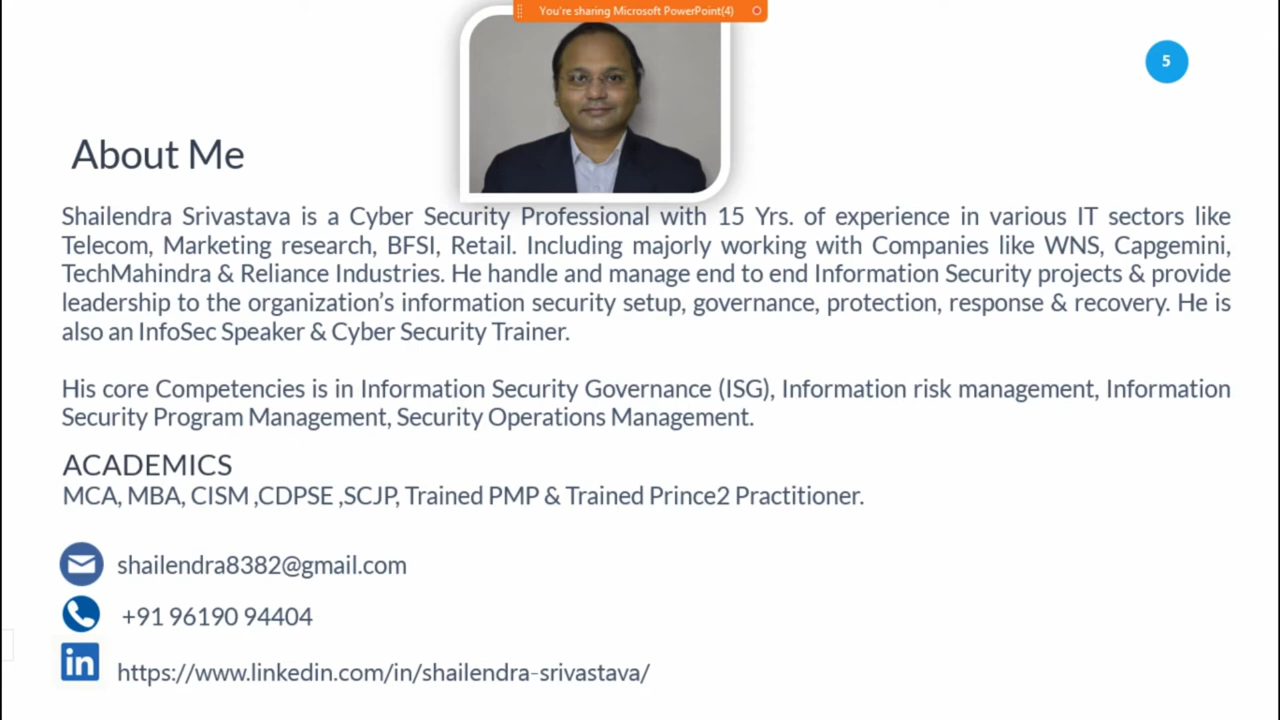 You're sharing Microsoft PowerPoint(4)
5
About Me
Shailendra Srivastava is a Cyber Security Professional with 15 Yrs. of experience in various IT sectors like
Telecom, Marketing research, BFSI, Retail. Including majorly working with Companies like WNS, Capgemini,
TechMahindra & Reliance Industries. He handle and manage end to end Information Security projects & provide
leadership to the organization’s information security setup, governance, protection, response & recovery. He is
also an InfoSec Speaker & Cyber Security Trainer.
His core Competencies is in Information Security Governance (ISG), Information risk management, Information
Security Program Management, Security Operations Management.
ACADEMICS
MCA, MBA, CISM ,CDPSE ,SCJP, Trained PMP & Trained Prince2 Practitioner.
shailendra8382@gmail.com
+91 96190 94404
in
https://www.linkedin.com/in/shailendra-srivastava/